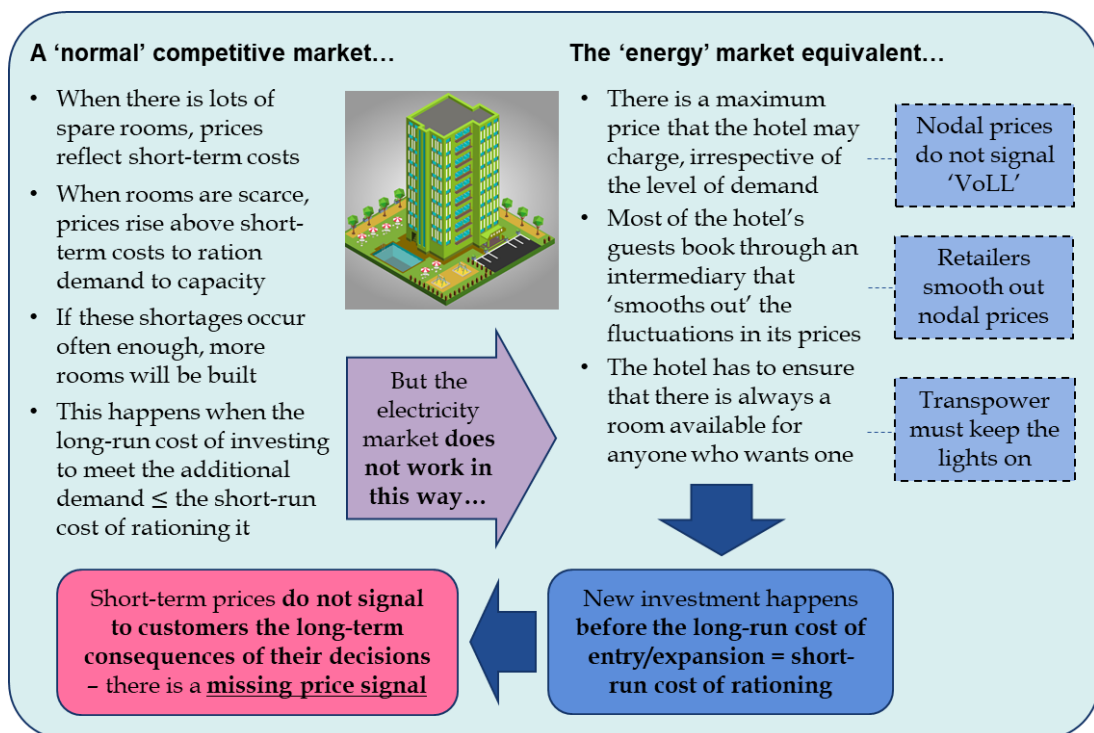 A ‘normal’ competitive market…
• When there is lots of
spare rooms, prices
reflect short-term costs
• When rooms are scarce,
prices rise above short-
term costs to ration
demand to capacity
• If these shortages occur
often enough, more
rooms will be built
• This happens when the
long-run cost of investing
to meet the additional
demand ≤ the short-run
cost of rationing it
But the
electricity
market does
not work in
this way…
The ‘energy’ market equivalent…
• There is a maximum
price that the hotel may
charge, irrespective of
the level of demand
• Most of the hotel’s
guests book through an
intermediary that
‘smooths out’ the
fluctuations in its prices
• The hotel has to ensure
that there is always a
room available for
anyone who wants one
Nodal prices
do not signal
‘VoLL’
Retailers
smooth out
nodal prices
Transpower
must keep the
lights on
New investment happens
before the long-run cost of
entry/expansion = short-
run cost of rationing
Short-term prices do not signal
to customers the long-term
consequences of their decisions
– there is a missing price signal